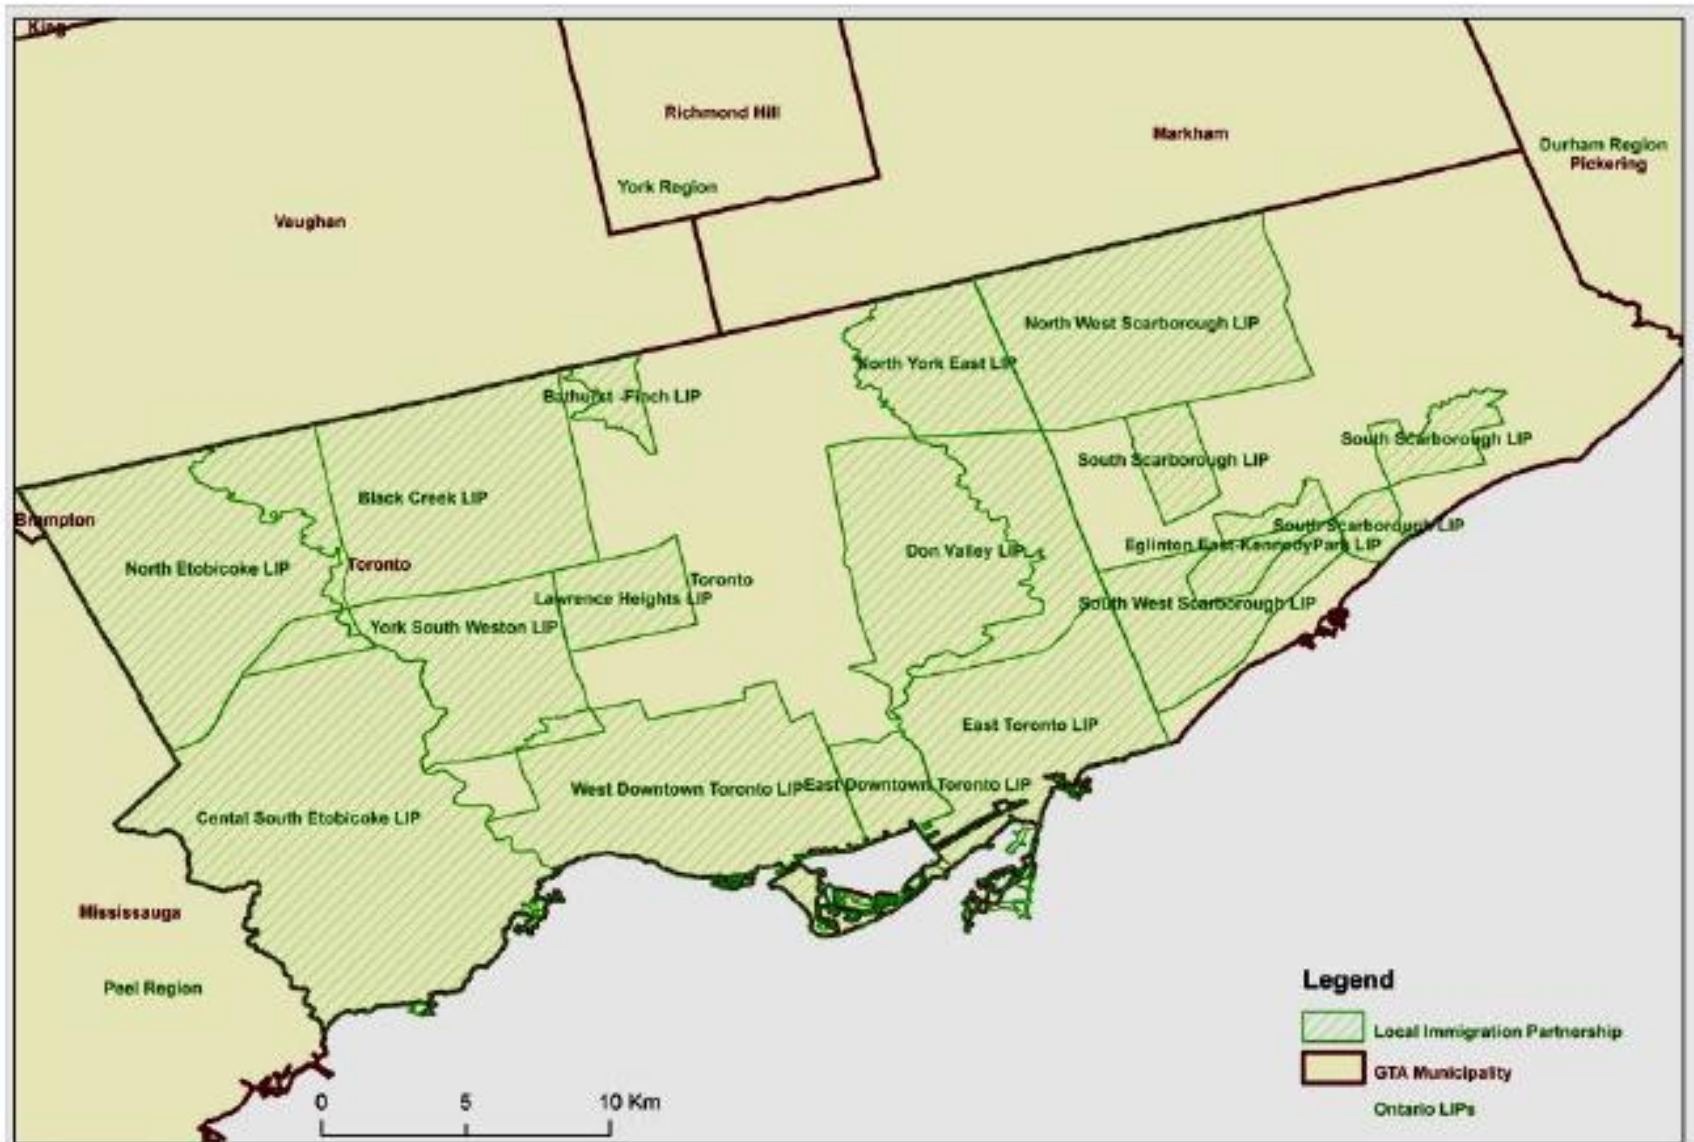 King
Richmond Hill
Markham
Durham Region
Pickering
York Region
Vaughan
North West Scarborough LIP
North York East LIP
Bathurst -Finch LIP
South Scarborough LIP
South Scarborough LIP
Black Creek LIP
Brampton
South Scarborough LIP
Eglinton East-KennedyPark LIP
Don Valley LIP
North Etobicoke LIP
Toronto
Toronto
Lawrence Heights LIP
South West Scarborough LIP
York South Weston LIP
East Toronto LIP
West Downtown Toronto LIP
East Downtown Toronto LIP
Cental South Etobicoke LIP
Mississauga
Peel Region
Legend
Local Immigration Partnership
GTA Municipality
Ontario LIPs
0 5 10 Km